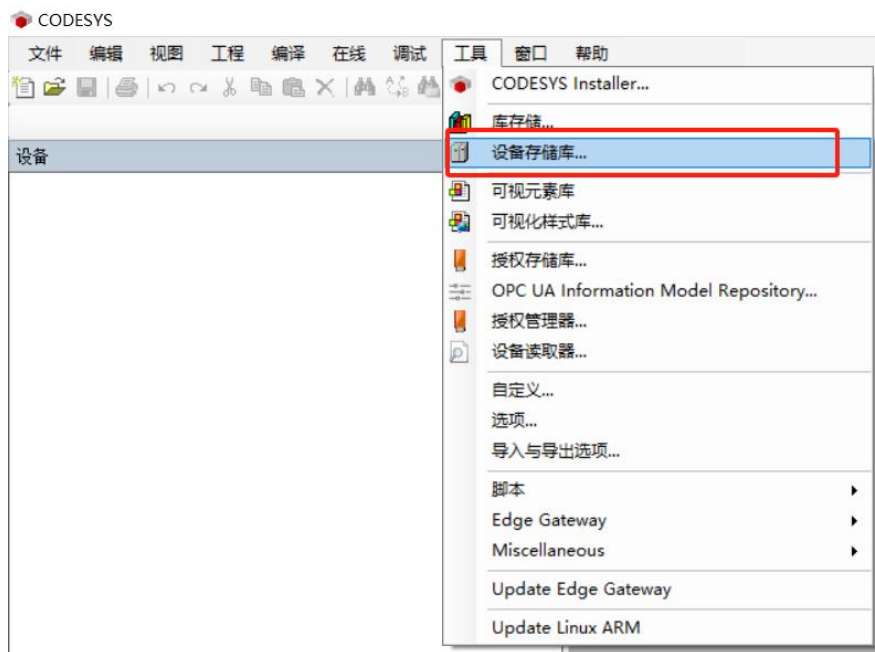 CODESYS
文件 编辑 视图 工程 编译 在线 调试 工具 窗口 帮助
CODESYS Installer...
库存储...
设备存储库...
设备
可视元素库
可视化样式库...
授权存储库...
OPC UA Information Model Repository...
授权管理器...
设备读取器...
自定义...
选项...
导入与导出选项...
脚本
Edge Gateway
Miscellaneous
Update Edge Gateway
Update Linux ARM